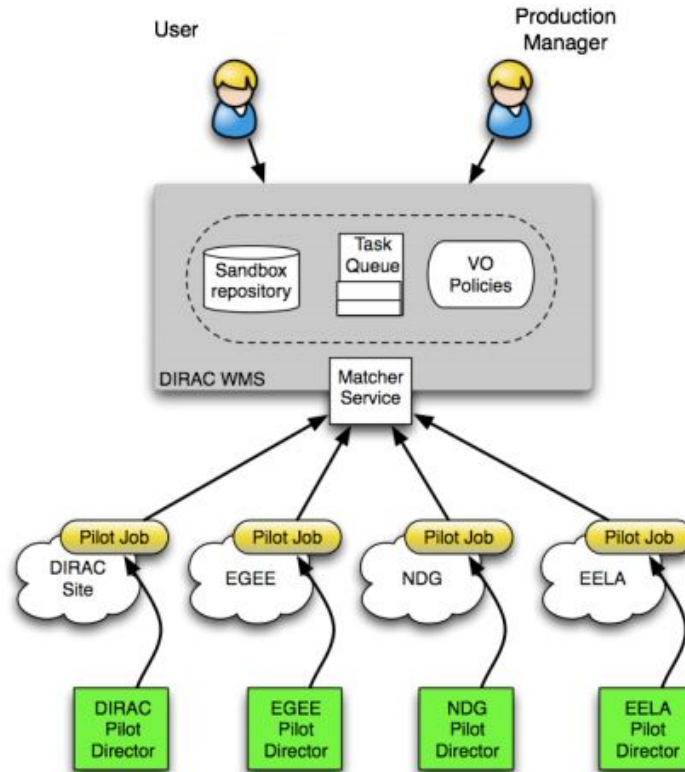 User
Production
Manager
Sandbox
repository
Task
Queue
VO
Policies
DIRAC WMS
Matcher
Service
Pilot Job
DIRAC
Site
Pilot Job
EGEE
Pilot Job
NDG
Pilot Job
EELA
DIRAC
Pilot
Director
EGEE
Pilot
Director
NDG
Pilot
Director
EELA
Pilot
Director